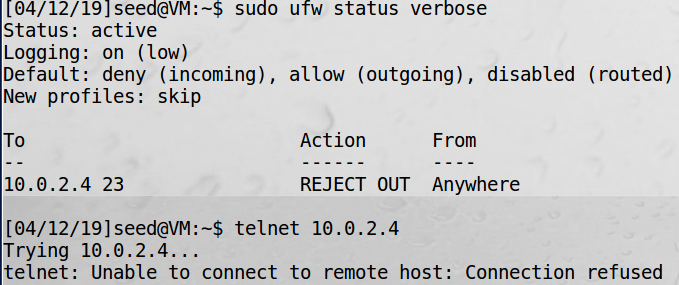 [04/12/19]seed@VM:~$ sudo ufw status verbose
Status: active
Logging: on (low)
Default: deny (incoming), allow (outgoing), disabled (routed)
New profiles: skip

To                         Action      From
--                         ------      ----
10.0.2.4 23                REJECT OUT  Anywhere

[04/12/19]seed@VM:~$ telnet 10.0.2.4
Trying 10.0.2.4...
telnet: Unable to connect to remote host: Connection refused